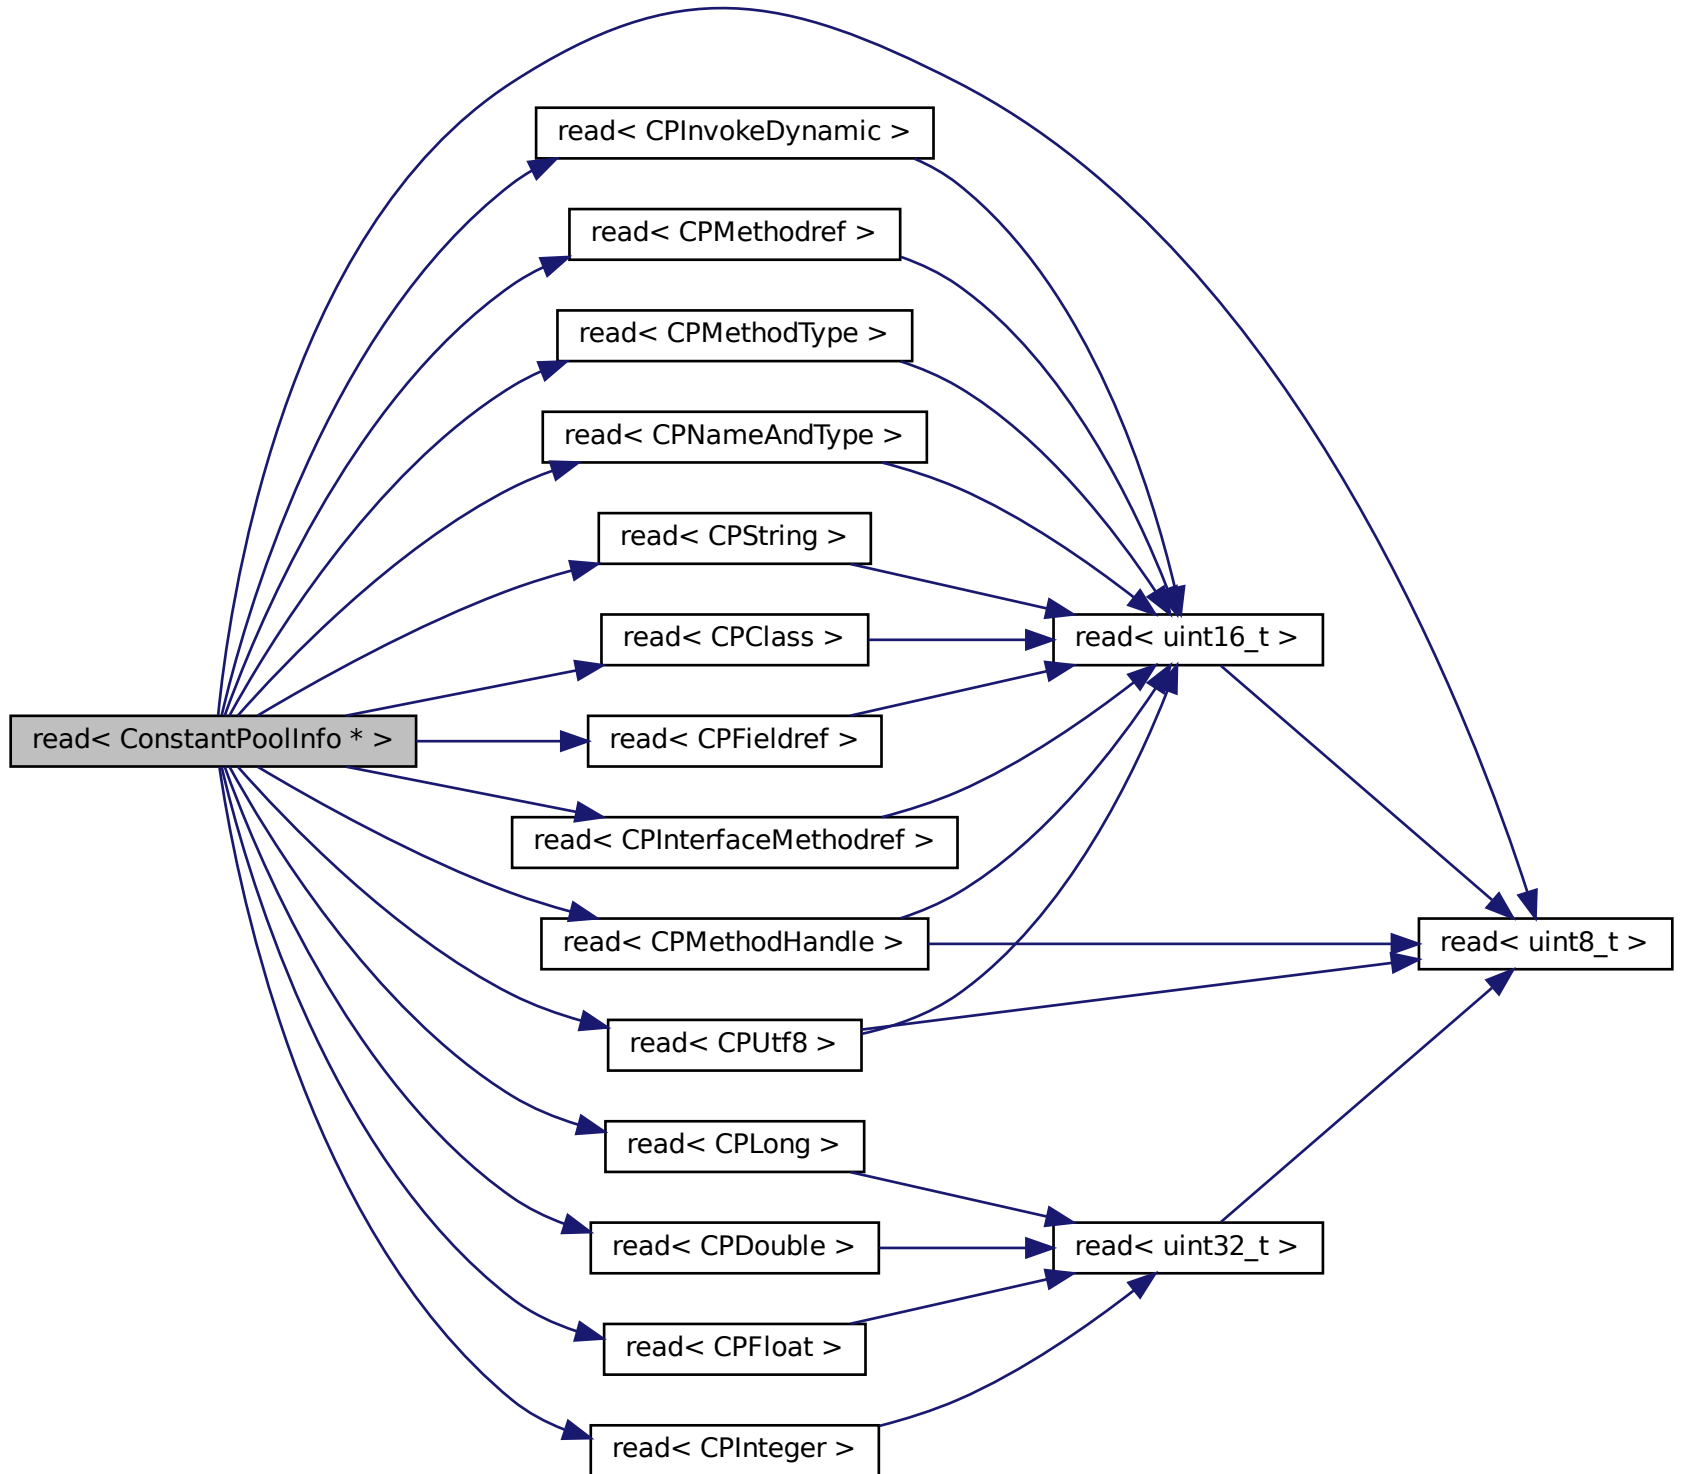 read< ConstantPoolInfo * >
read< CPInvokeDynamic >
read< CPMethodref >
read< CPMethodType >
read< CPNameAndType >
read< CPString >
read< CPClass >
read< CPFieldref >
read< CPInterfaceMethodref >
read< CPMethodHandle >
read< CPUtf8 >
read< CPLong >
read< CPDouble >
read< CPFloat >
read< CPInteger >
read< uint16_t >
read< uint32_t >
read< uint8_t >